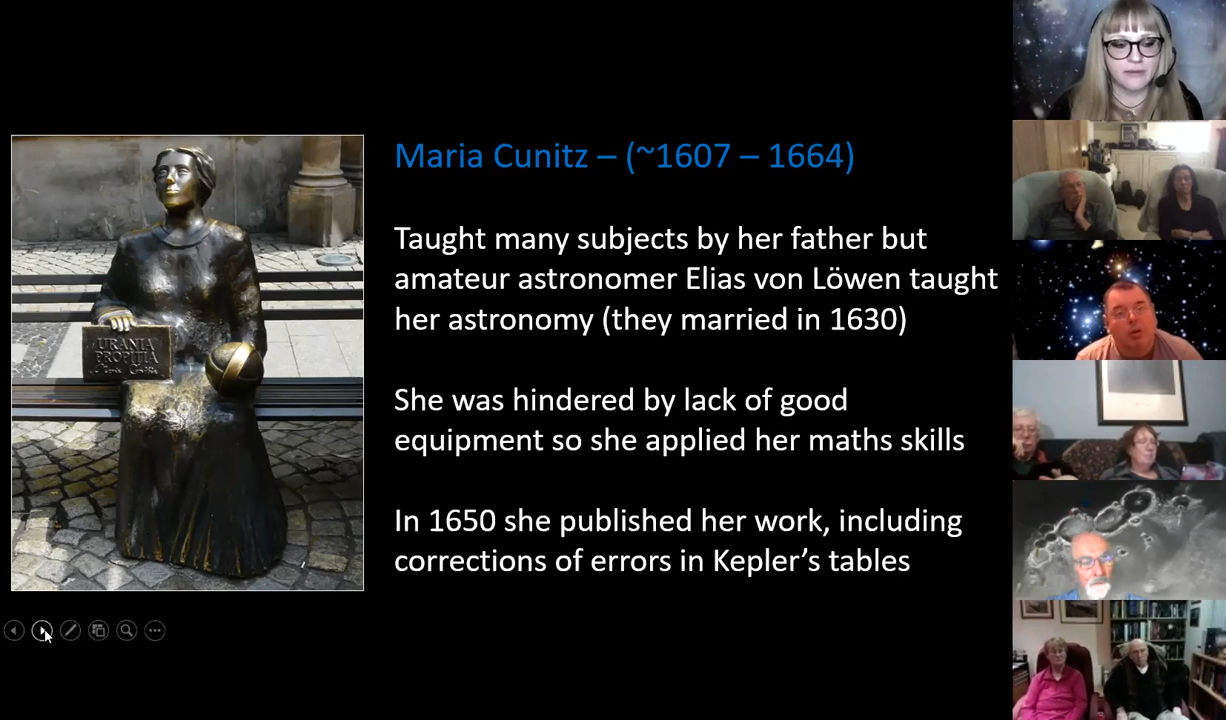 Maria Cunitz – (~1607 – 1664)
Taught many subjects by her father but
amateur astronomer Elias von Löwen taught
her astronomy (they married in 1630)
She was hindered by lack of good
equipment so she applied her maths skills
In 1650 she published her work, including
corrections of errors in Kepler’s tables
URANIA
PROPITIA
Maria Cunitz